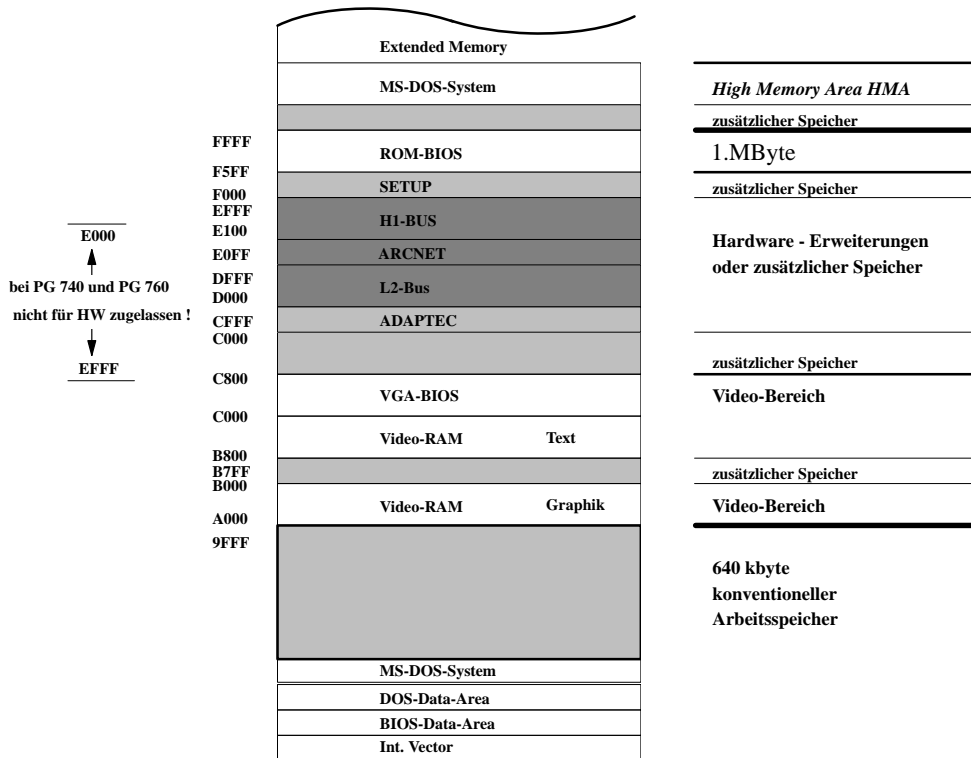 Extended Memory
MS-DOS-System
High Memory Area HMA
zusätzlicher Speicher
FFFF
ROM-BIOS
1.MByte
F5FF
SETUP
zusätzlicher Speicher
F000
EFFF
H1-BUS
E100
E000
Hardware - Erweiterungen
E0FF
ARCNET
oder zusätzlicher Speicher
DFFF
bei PG 740 und PG 760
L2-Bus
D000
nicht für HW zugelassen !
CFFF
ADAPTEC
C000
zusätzlicher Speicher
EFFF
C800
VGA-BIOS
Video-Bereich
C000
Video-RAM Text
B800
B7FF
zusätzlicher Speicher
B000
Video-RAM Graphik
Video-Bereich
A000
9FFF
640 kbyte
konventioneller
Arbeitsspeicher
MS-DOS-System
DOS-Data-Area
BIOS-Data-Area
Int. Vector